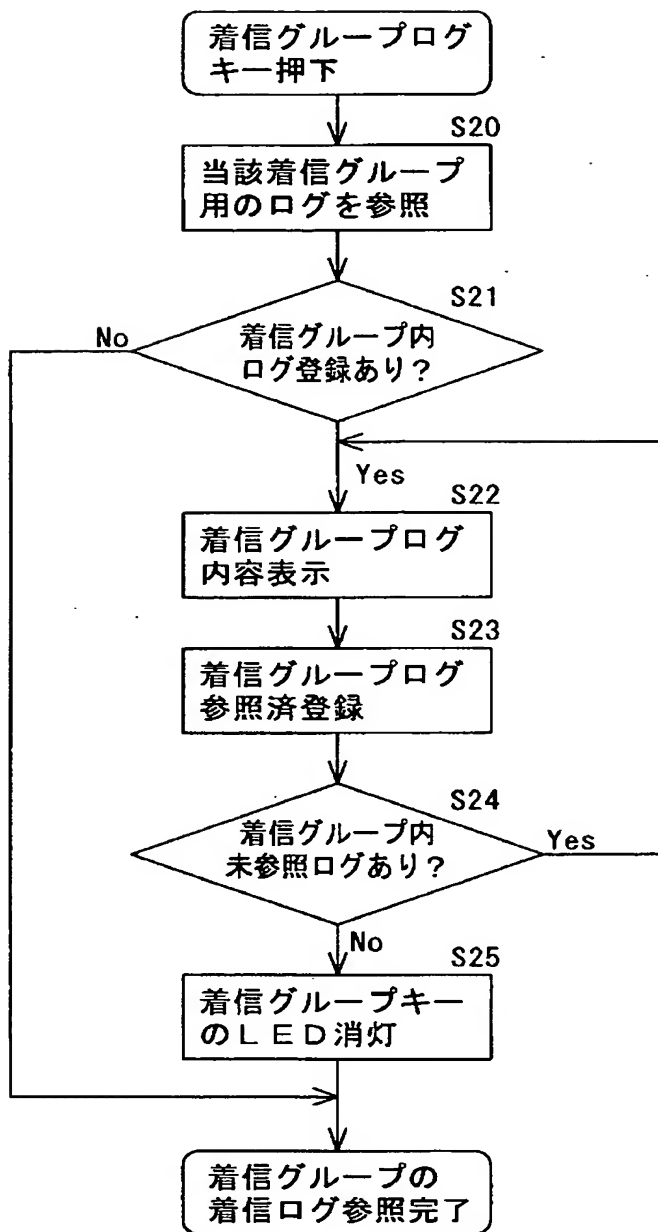 着信グループログ
キー押下
S20
当該着信グループ
用のログを参照
S21
No
着信グループ内
ログ登録あり？
Yes
S22
着信グループログ
内容表示
S23
着信グループログ
参照済登録
S24
着信グループ内
未参照ログあり？
Yes
No
S25
着信グループキー
のＬＥＤ消灯
着信グループの
着信ログ参照完了